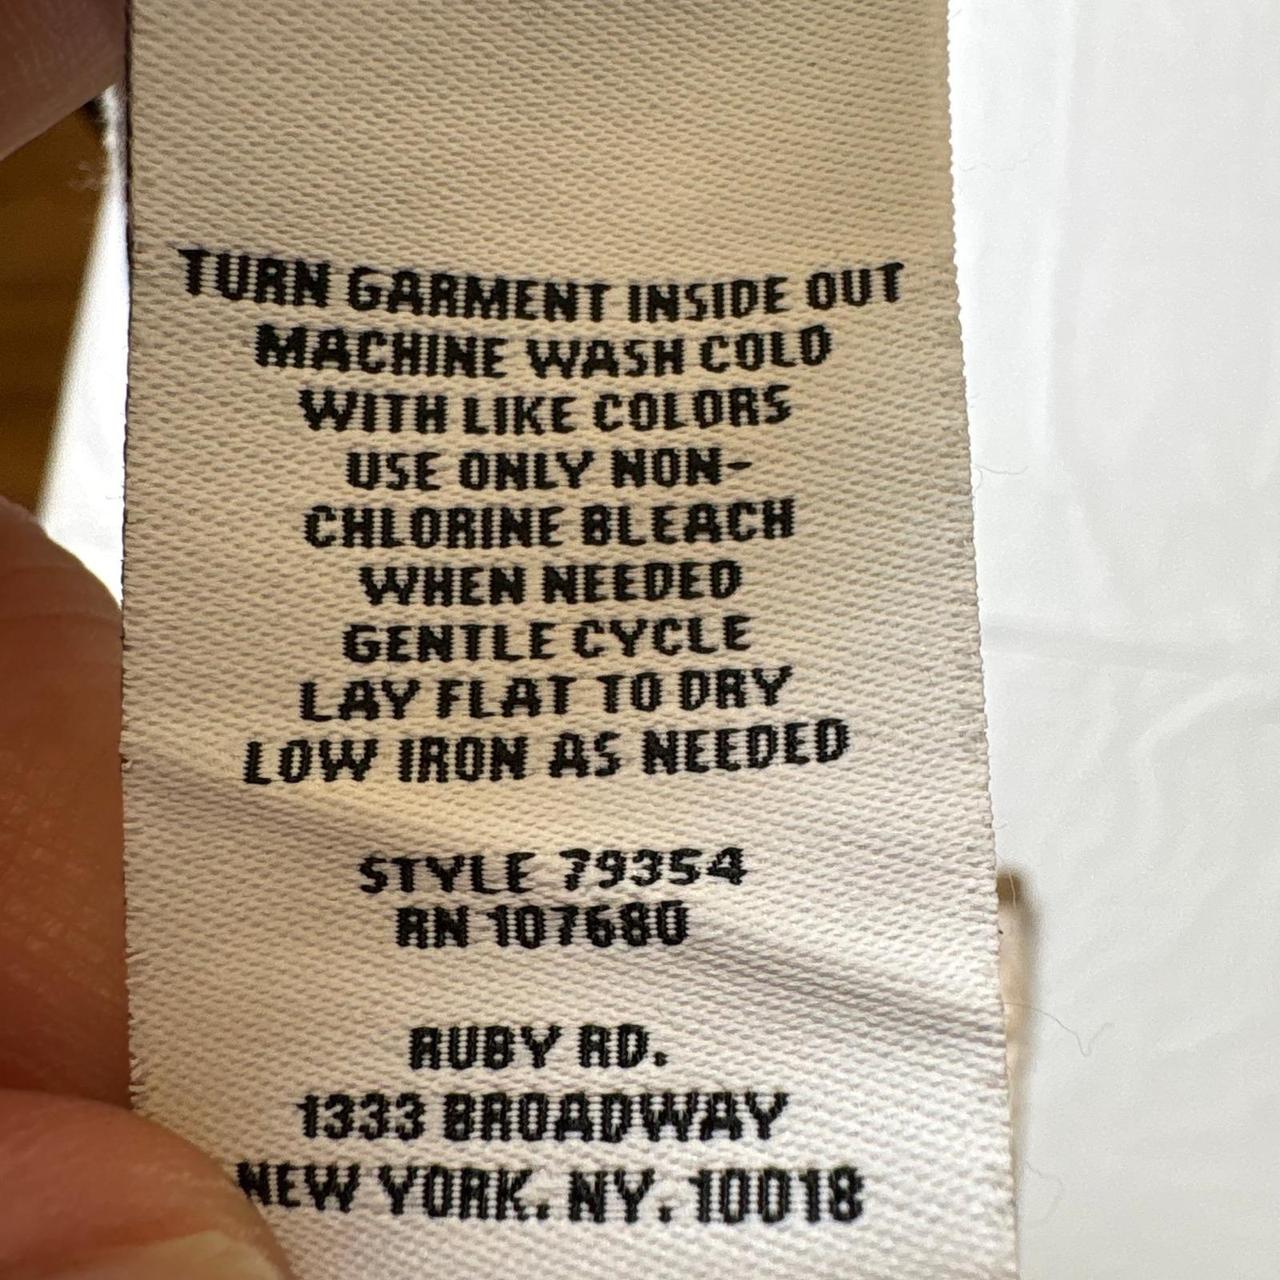 TURN GARMENT INSIDE OUT
MACHINE WASH COLD
WITH LIKE COLORS
USE ONLY NON-
CHLORINE BLEACH
WHEN NEEDED
GENTLE CYCLE
LAY FLAT TO DRY
LOW IRON AS NEEDED
STYLE 79354
RN 107680
RUBY RD.
1333 BROADWAY
NEW YORK, NY, 10018